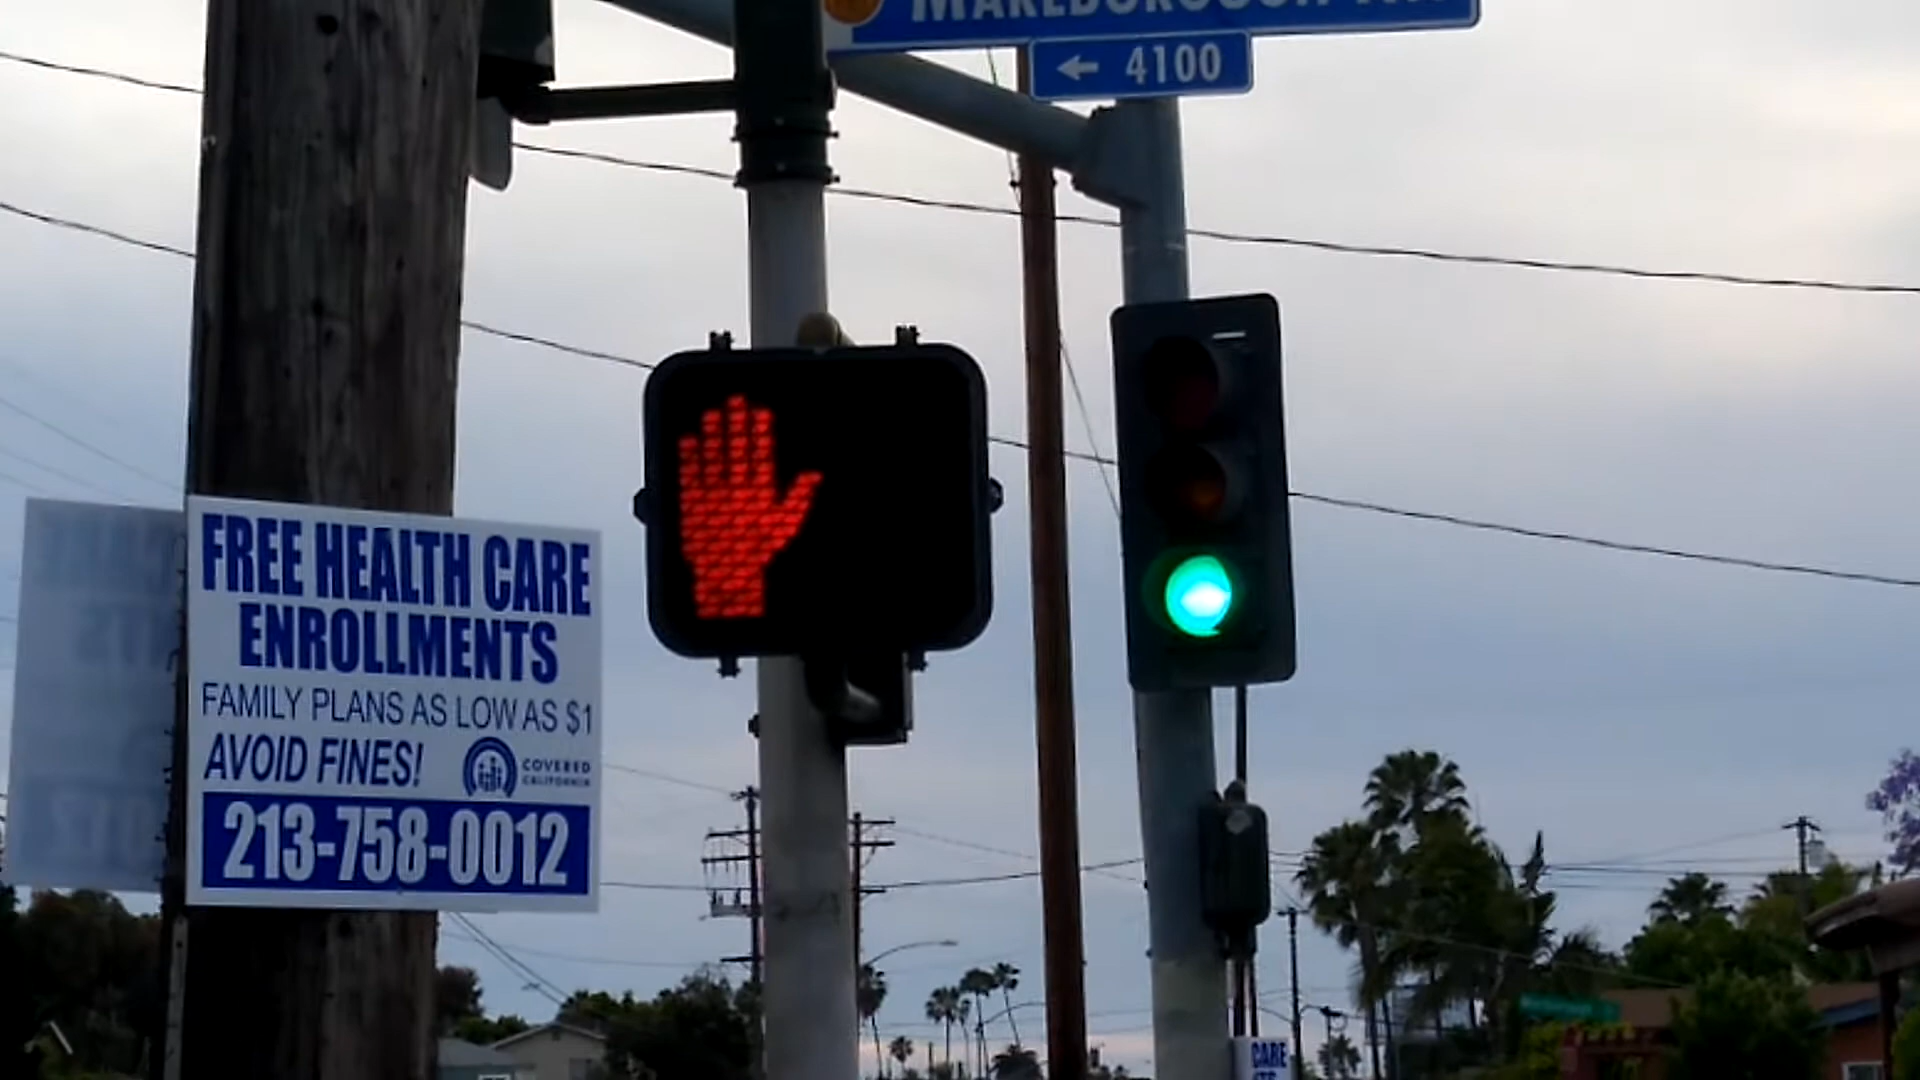 MARLBOROUGH
← 4100
FREE HEALTH CARE
ENROLLMENTS
FAMILY PLANS AS LOW AS $1
AVOID FINES!
COVERED
CALIFORNIA
213-758-0012
CARE